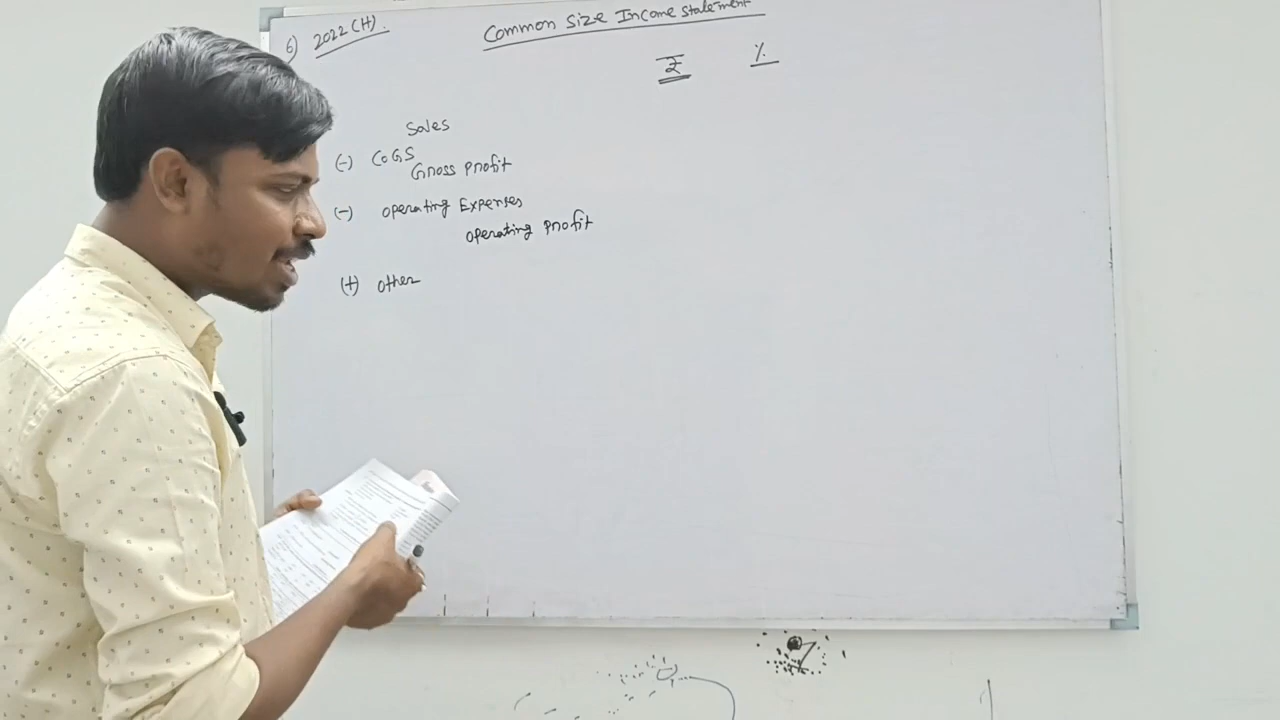 6) 2022 (H).
Common Size Income Statement
₹ %
Sales
(-) COGS
Gross Profit
(-) Operating Expenses
Operating Profit
(+) Other